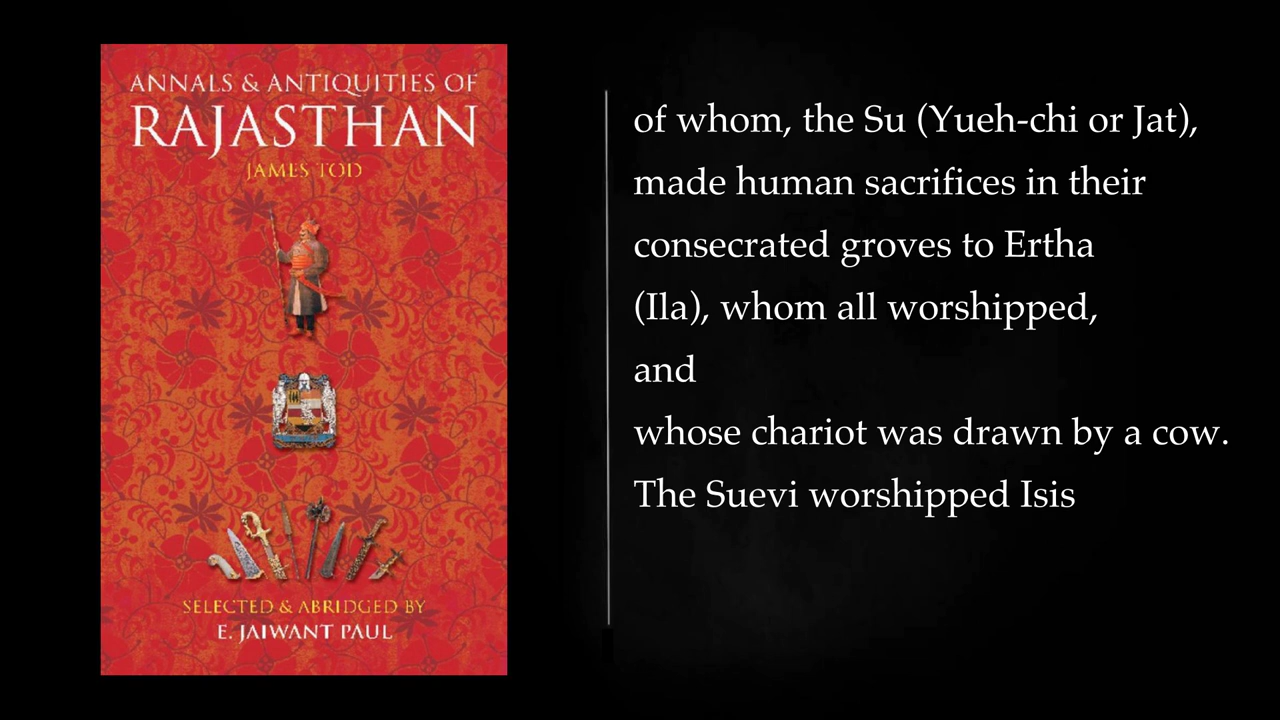 ANNALS & ANTIQUITIES OF
RAJASTHAN
JAMES TOD
SELECTED & ABRIDGED BY
E. JAIWANT PAUL
of whom, the Su (Yueh-chi or Jat),
made human sacrifices in their
consecrated groves to Ertha
(Ila), whom all worshipped,
and
whose chariot was drawn by a cow.
The Suevi worshipped Isis